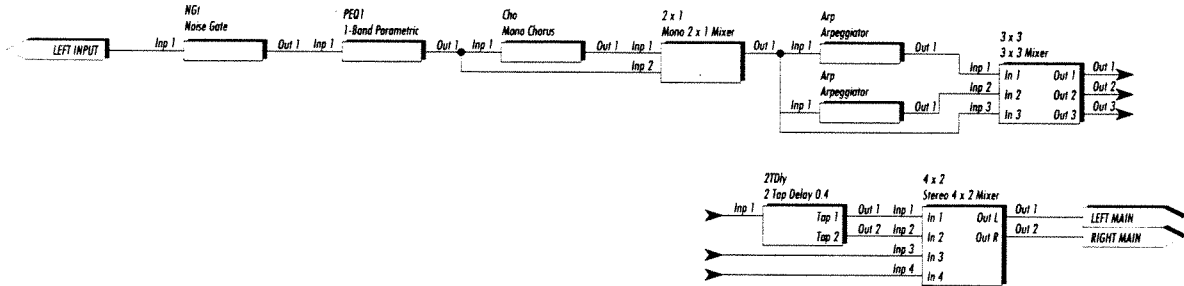 NGt
Noise Gate
PEQ1
1-Band Parametric
Cho
Mono Chorus
2 x 1
Mono 2 x 1 Mixer
Arp
Arpeggiator
3 x 3
3 x 3 Mixer
LEFT INPUT
Inp 1
Out 1
Inp 1
Out 1
Inp 1
Out 1
Inp 1
Inp 2
Out 1
Inp 1
Out 1
Arp
Arpeggiator
Inp 1
Out 1
Inp 1
Inp 2
Inp 3
In 1
In 2
In 3
Out 1
Out 2
Out 3
Out 1
Out 2
Out 3
2TDly
2 Tap Delay 0.4
4 x 2
Stereo 4 x 2 Mixer
Inp 1
Tap 1
Tap 2
Out 1
Out 2
Inp 1
Inp 2
Inp 3
Inp 4
In 1
In 2
In 3
In 4
Out L
Out R
Out 1
Out 2
LEFT MAIN
RIGHT MAIN